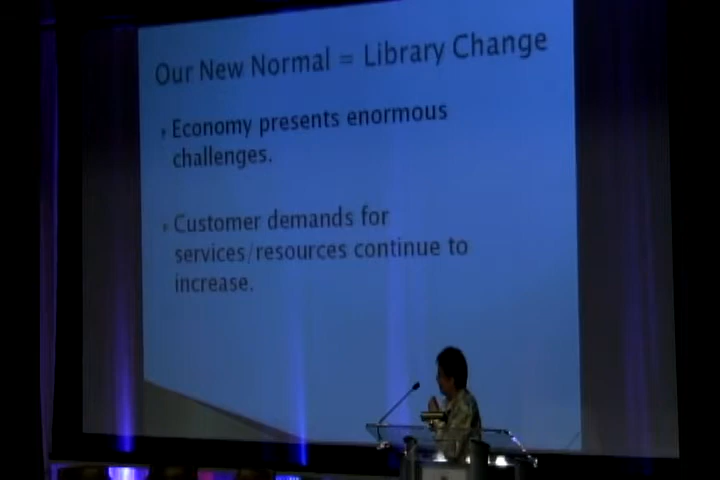 Our New Normal = Library Change
Economy presents enormous
challenges.
Customer demands for
services/resources continue to
increase.